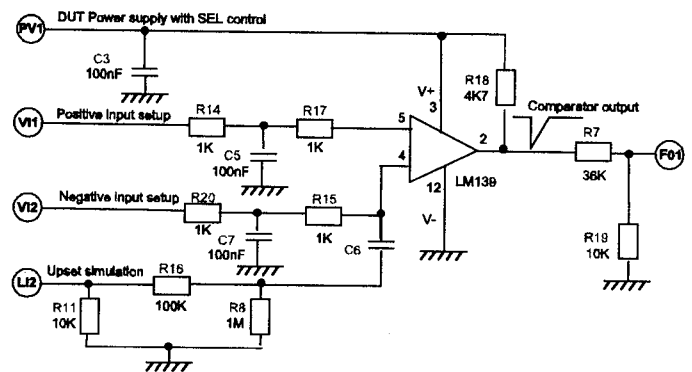 PV1
DUT Power supply with SEL control
C3
100nF
V+
3
R18
4K7
Comparator output
VI1
Positive input setup
R14
1K
R17
1K
C5
100nF
5
4
2
12
LM139
R7
36K
F01
VI2
Negative input setup
R20
1K
R15
1K
C7
100nF
C6
V-
R19
10K
LI2
Upset simulation
R16
100K
R11
10K
R8
1M